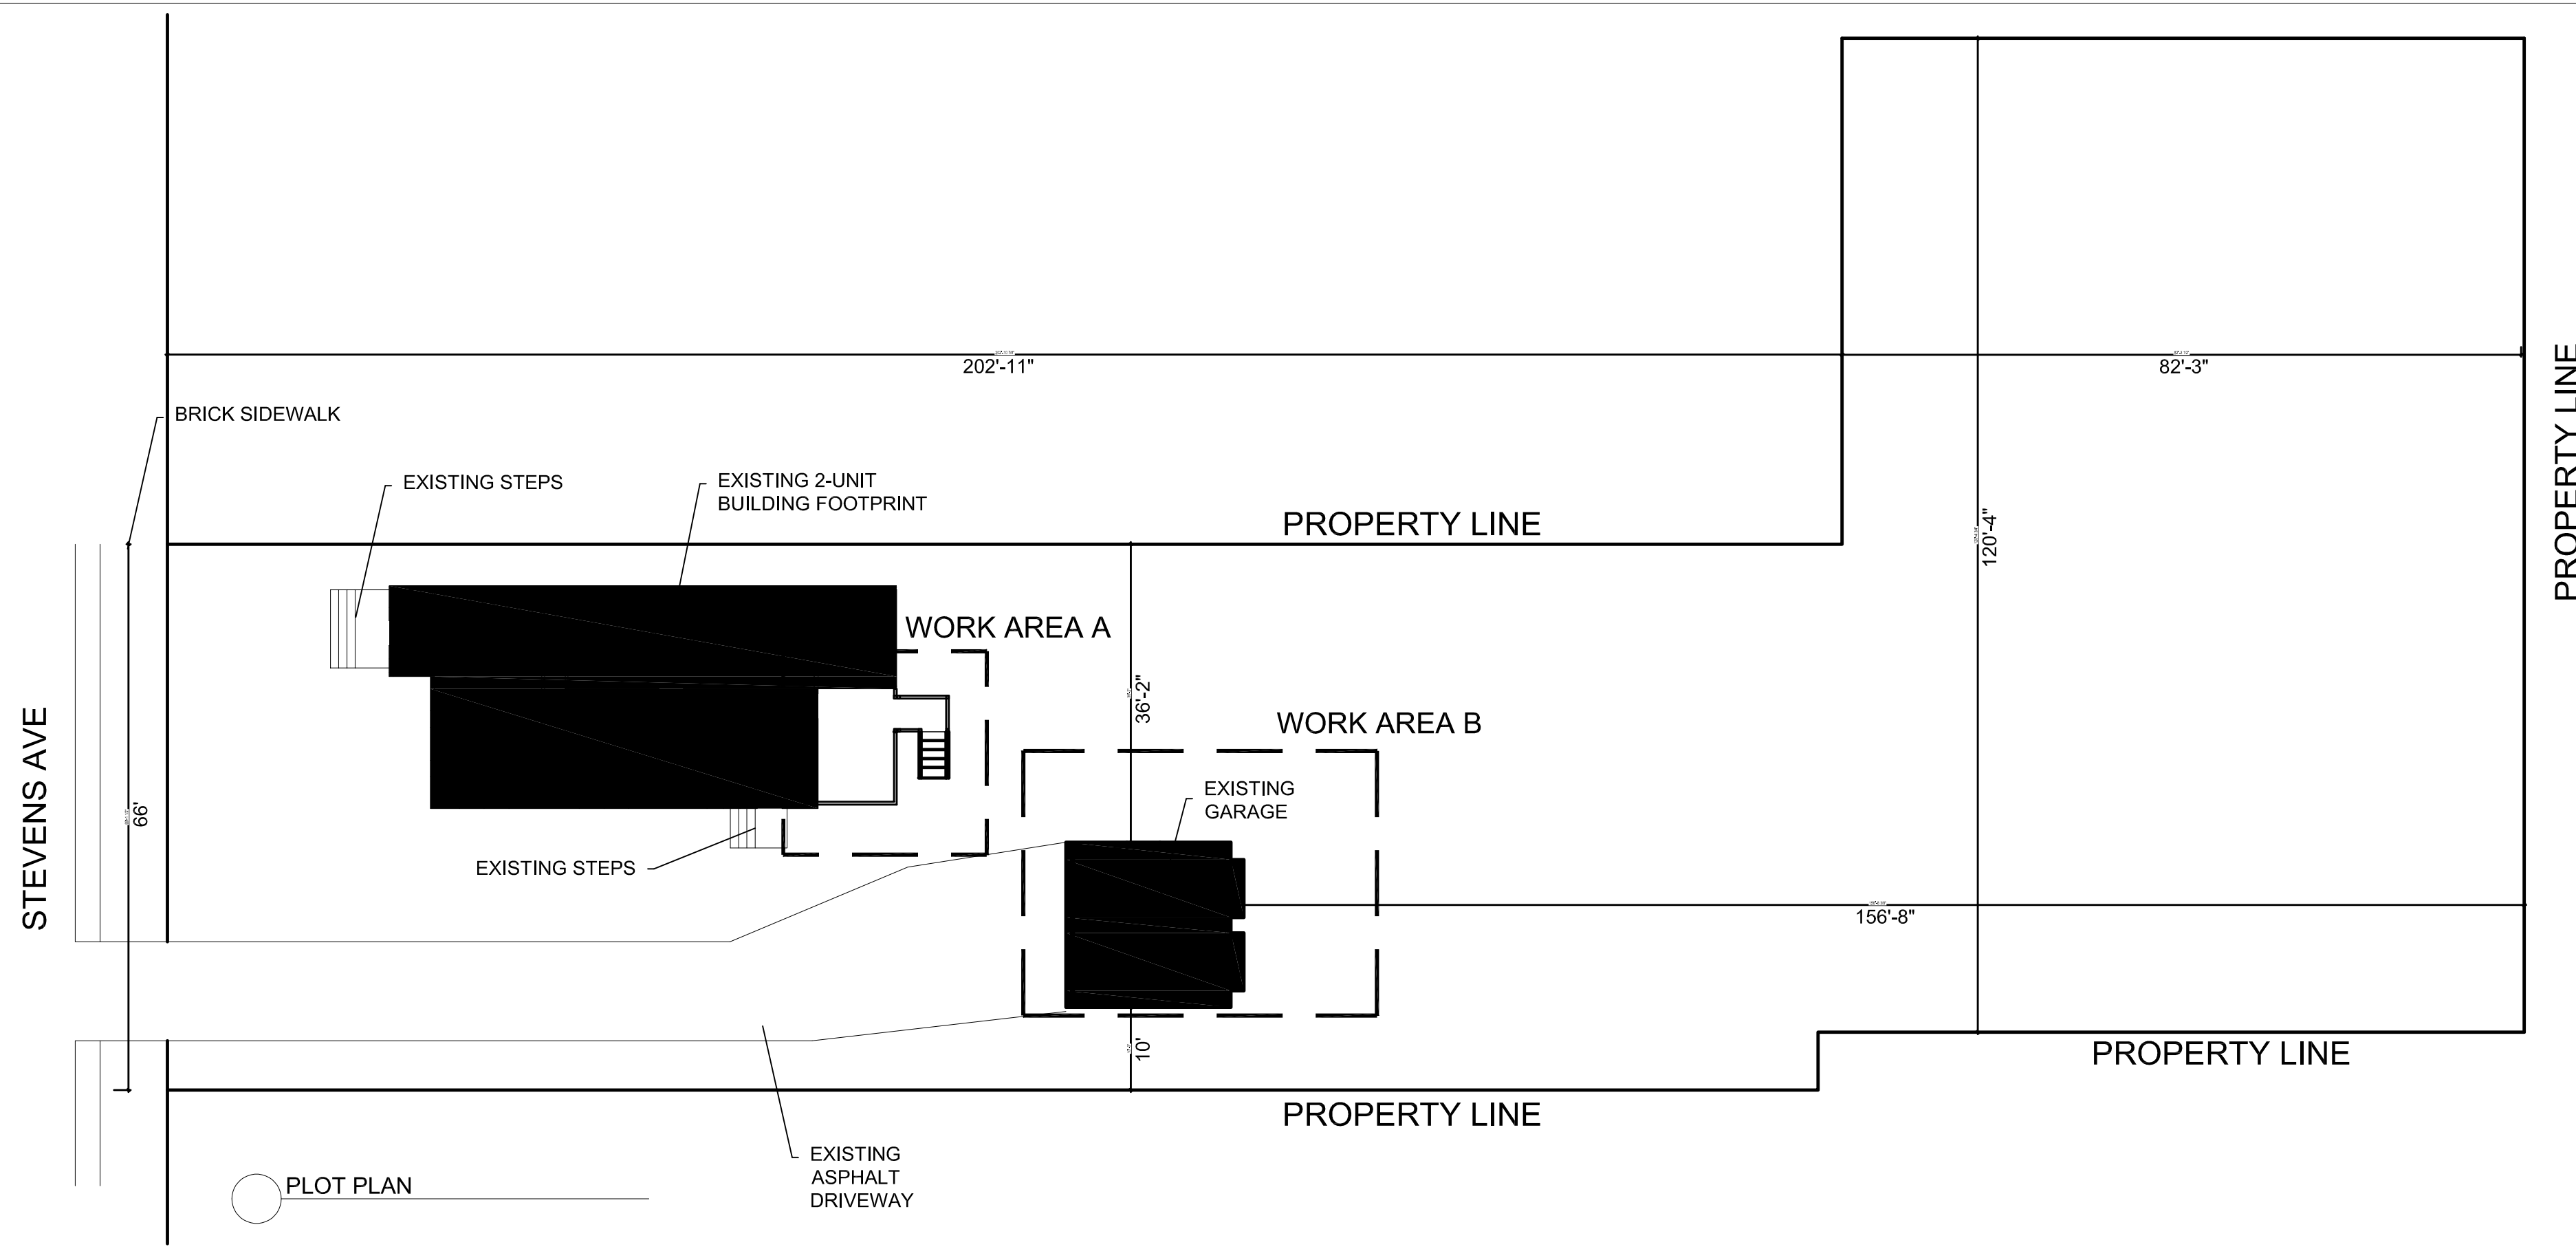 202'-11"
82'-3"
BRICK SIDEWALK
EXISTING STEPS
EXISTING 2-UNIT
BUILDING FOOTPRINT
PROPERTY LINE
120'-4"
PROPERTY LINE
WORK AREA A
36'-2"
WORK AREA B
STEVENS AVE
66'
EXISTING
GARAGE
EXISTING STEPS
156'-8"
10'
PROPERTY LINE
PROPERTY LINE
EXISTING
ASPHALT
DRIVEWAY
PLOT PLAN